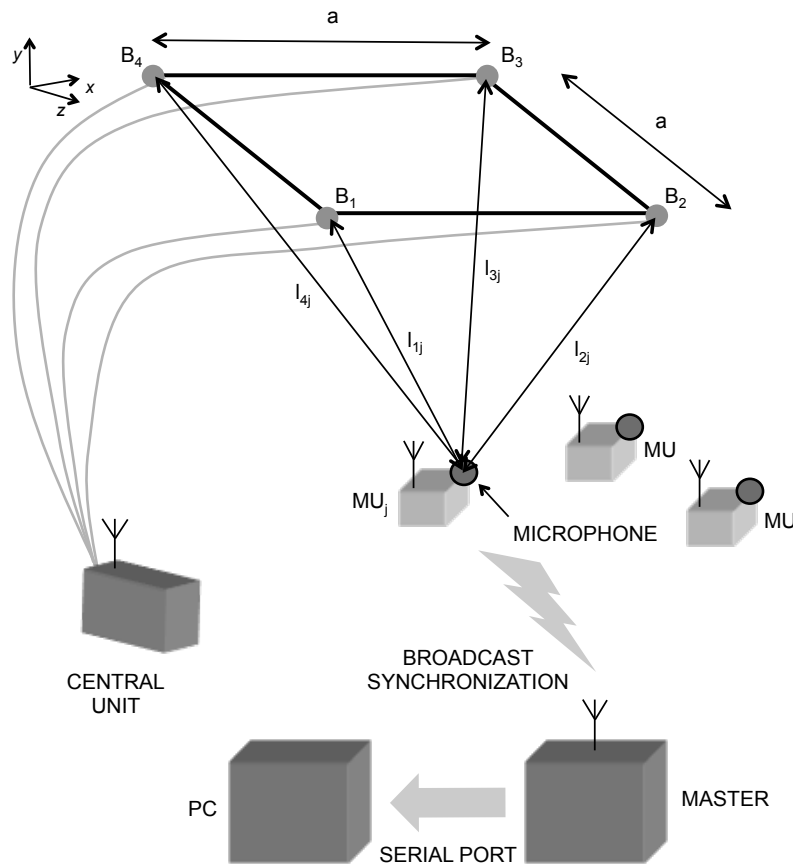 a
y
x
z
B4
B3
a
B1
B2
l3j
l4j
l1j
l2j
MU
MUj
MU
MICROPHONE
BROADCAST
SYNCHRONIZATION
CENTRAL
UNIT
PC
MASTER
SERIAL PORT